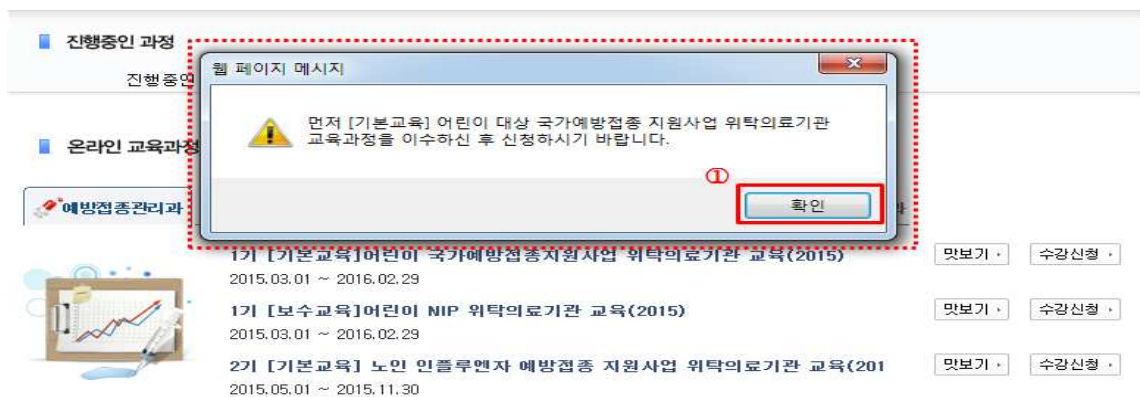 진행중인 과정
진행중인
웹 페이지 메시지
먼저 [기본교육] 어린이 대상 국가예방접종 지원사업 위탁의료기관
교육과정을 이수하신 후 신청하시기 바랍니다.
온라인 교육과정
①
확인
예방접종관리과
1기 [기본교육]어린이 국가예방접종지원사업 위탁의료기관 교육(2015) 맛보기 수강신청
2015.03.01 ~ 2016.02.29
1기 [보수교육]어린이 NIP 위탁의료기관 교육(2015) 맛보기 수강신청
2015.03.01 ~ 2016.02.29
2기 [기본교육] 노인 인플루엔자 예방접종 지원사업 위탁의료기관 교육(201 맛보기 수강신청
2015.05.01 ~ 2015.11.30